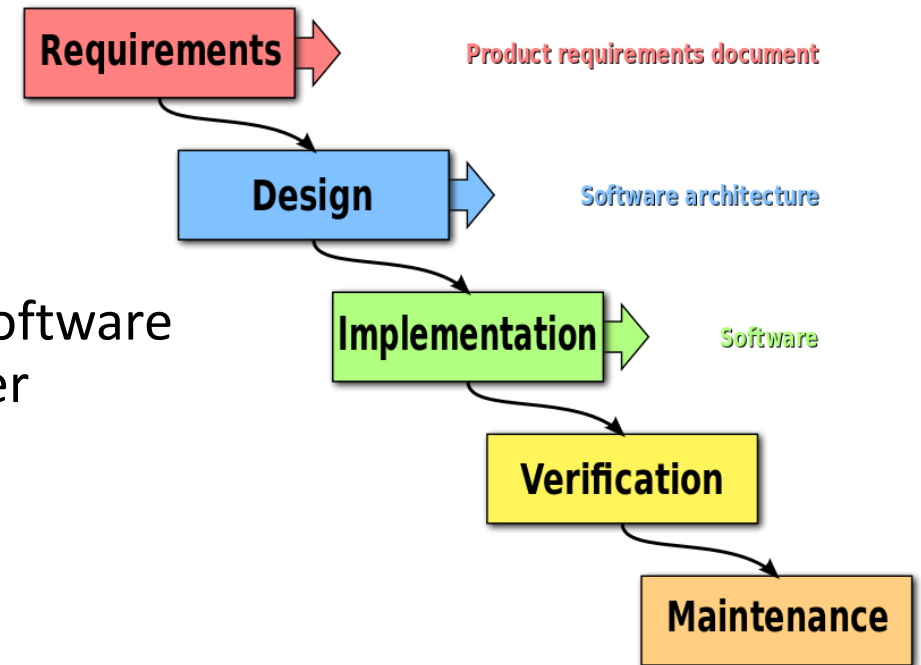 Requirements
Product requirements document
Design
Software architecture
oftware
er
Implementation
Software
Verification
Maintenance